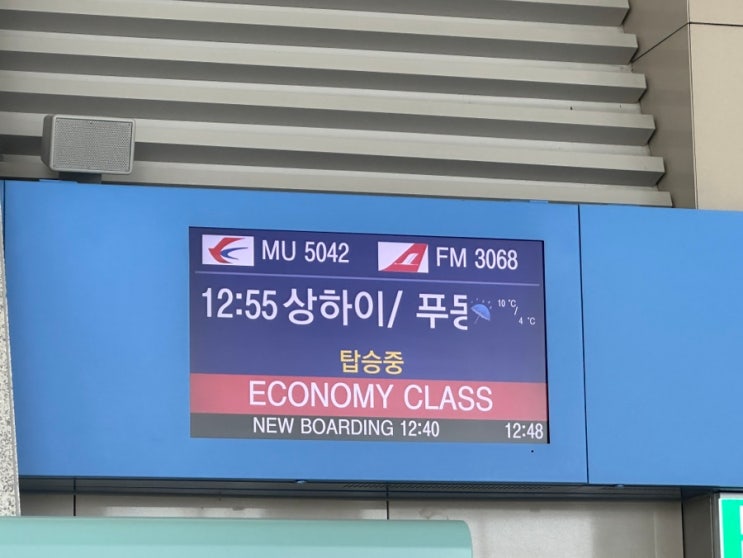 MU 5042 FM 3068
12:55 상하이/ 푸 10 ℃/ 4 ℃
탑승중
ECONOMY CLASS
NEW BOARDING 12:40 12:48